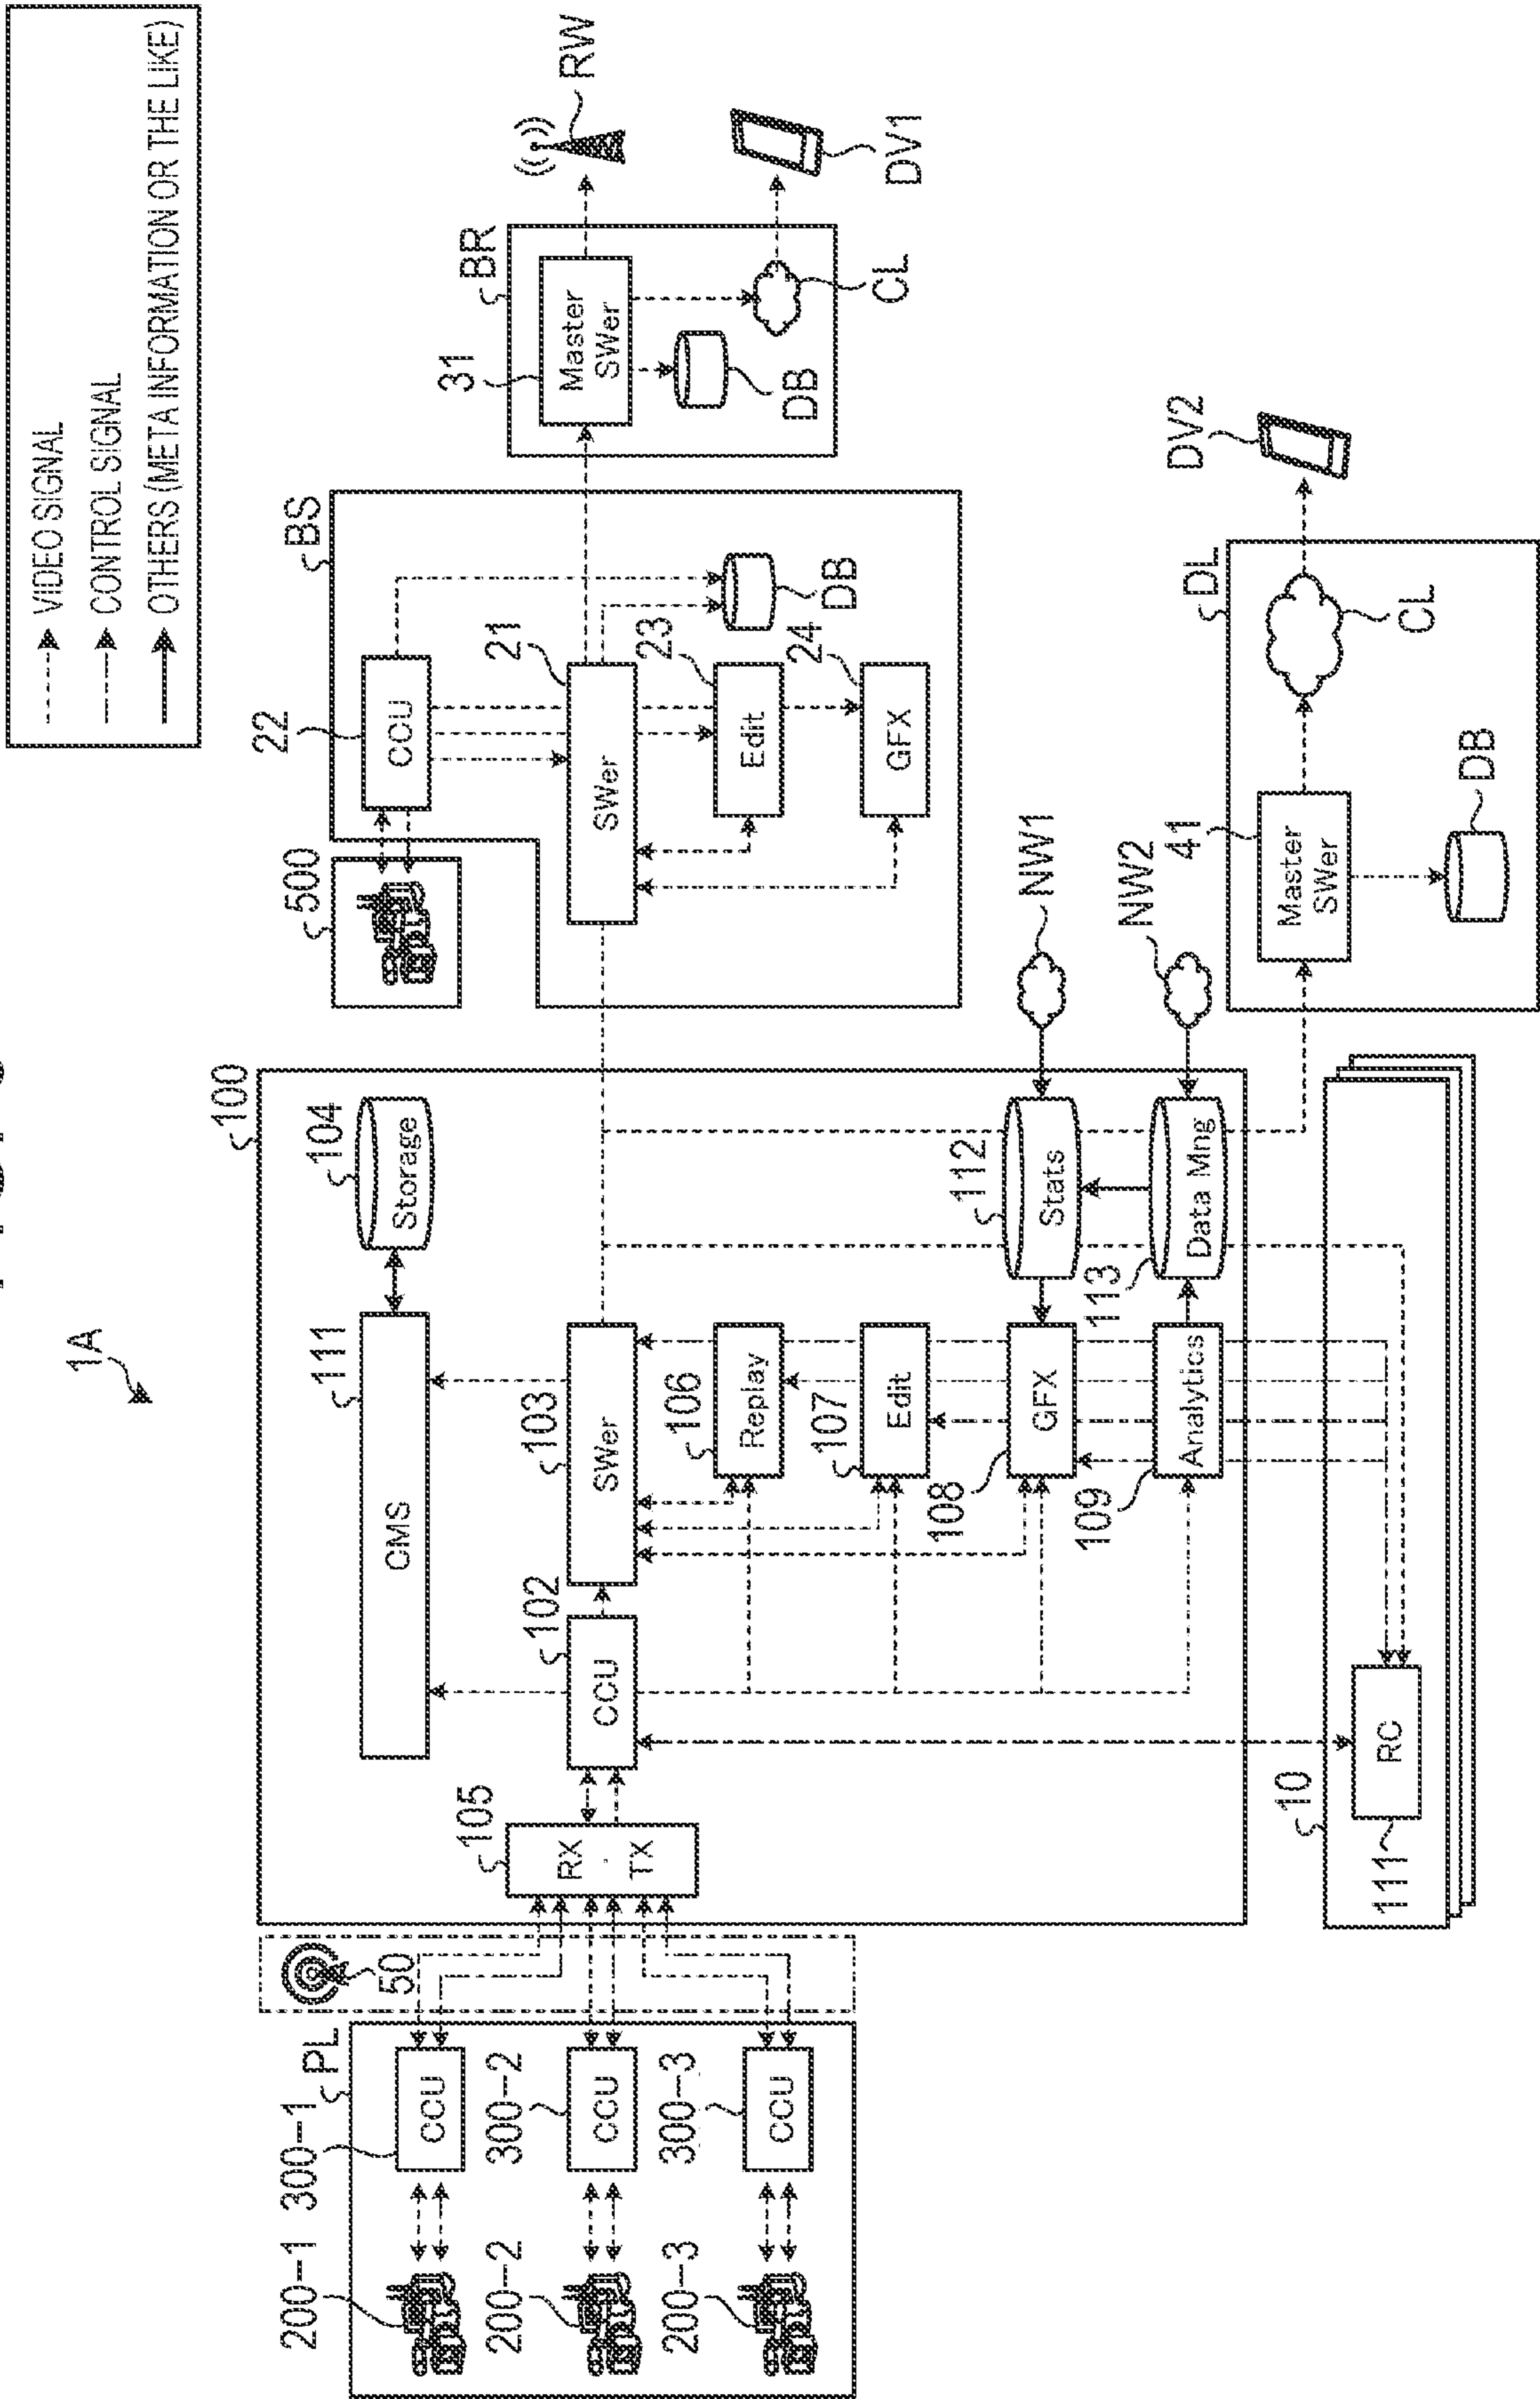 VIDEO SIGNAL
CONTROL SIGNAL
OTHERS (META INFORMATION OR THE LIKE)
1A
100
PL
200-1
300-1
CCU
200-2
300-2
CCU
200-3
300-3
CCU
50
105
RX
·
TX
102
CCU
111
CMS
104
Storage
103
SWer
106
Replay
107
Edit
108
GFX
109
Analytics
112
Stats
113
Data Mng
NW1
NW2
10
111
RC
500
BS
22
CCU
21
SWer
23
Edit
24
GFX
DB
BR
31
Master
SWer
DB
CL
RW
DV1
DL
41
Master
SWer
DB
CL
DV2